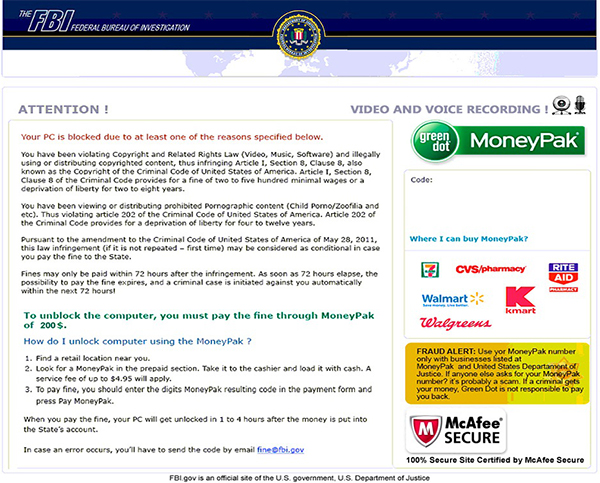 THE FBI FEDERAL BUREAU OF INVESTIGATION
ATTENTION !
VIDEO AND VOICE RECORDING !
Your PC is blocked due to at least one of the reasons specified below.
You have been violating Copyright and Related Rights Law (Video, Music, Software) and illegally
using or distributing copyrighted content, thus infringing Article I, Section 8, Clause 8, also
known as the Copyright of the Criminal Code of United States of America. Article I, Section 8,
Clause 8 of the Criminal Code provides for a fine of two to five hundred minimal wages or a
deprivation of liberty for two to eight years.
You have been viewing or distributing prohibited Pornographic content (Child Porno/Zoofilia and
etc). Thus violating article 202 of the Criminal Code of United States of America. Article 202 of
the Criminal Code provides for a deprivation of liberty for four to twelve years.
Pursuant to the amendment to the Criminal Code of United States of America of May 28, 2011,
this law infringement (if it is not repeated – first time) may be considered as conditional in case
you pay the fine to the State.
Fines may only be paid within 72 hours after the infringement. As soon as 72 hours elapse, the
possibility to pay the fine expires, and a criminal case is initiated against you automatically
within the next 72 hours!
To unblock the computer, you must pay the fine through MoneyPak
of 200$.
How do I unlock computer using the MoneyPak ?
1. Find a retail location near you.
2. Look for a MoneyPak in the prepaid section. Take it to the cashier and load it with cash. A
service fee of up to $4.95 will apply.
3. To pay fine, you should enter the digits MoneyPak resulting code in the payment form and
press Pay MoneyPak.
When you pay the fine, your PC will get unlocked in 1 to 4 hours after the money is put into
the State's account.
In case an error occurs, you'll have to send the code by email fine@fbi.gov
green dot MoneyPak
Code:
Where I can buy MoneyPak?
7 ELEVEN
CVS/pharmacy
RITE AID PHARMACY
Walmart
Save money. Live better.
K kmart
Walgreens
FRAUD ALERT: Use yor MoneyPak number
only with businesses listed at
MoneyPak and United States Departament of
Justice. If anyone else asks for your MoneyPak
number? it's probably a scam. If a criminal gets
your money, Green Dot is not responsible to pay
you back.
McAfee SECURE
100% Secure Site Certified by McAfee Secure
FBI.gov is an official site of the U.S. government, U.S. Department of Justice